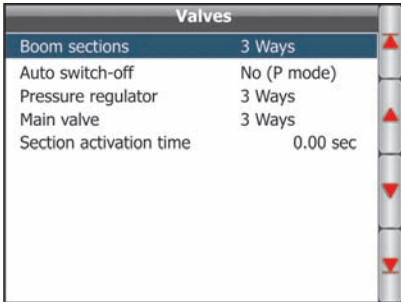 Valves
Boom sections 3 Ways
Auto switch-off No (P mode)
Pressure regulator 3 Ways
Main valve 3 Ways
Section activation time 0.00 sec